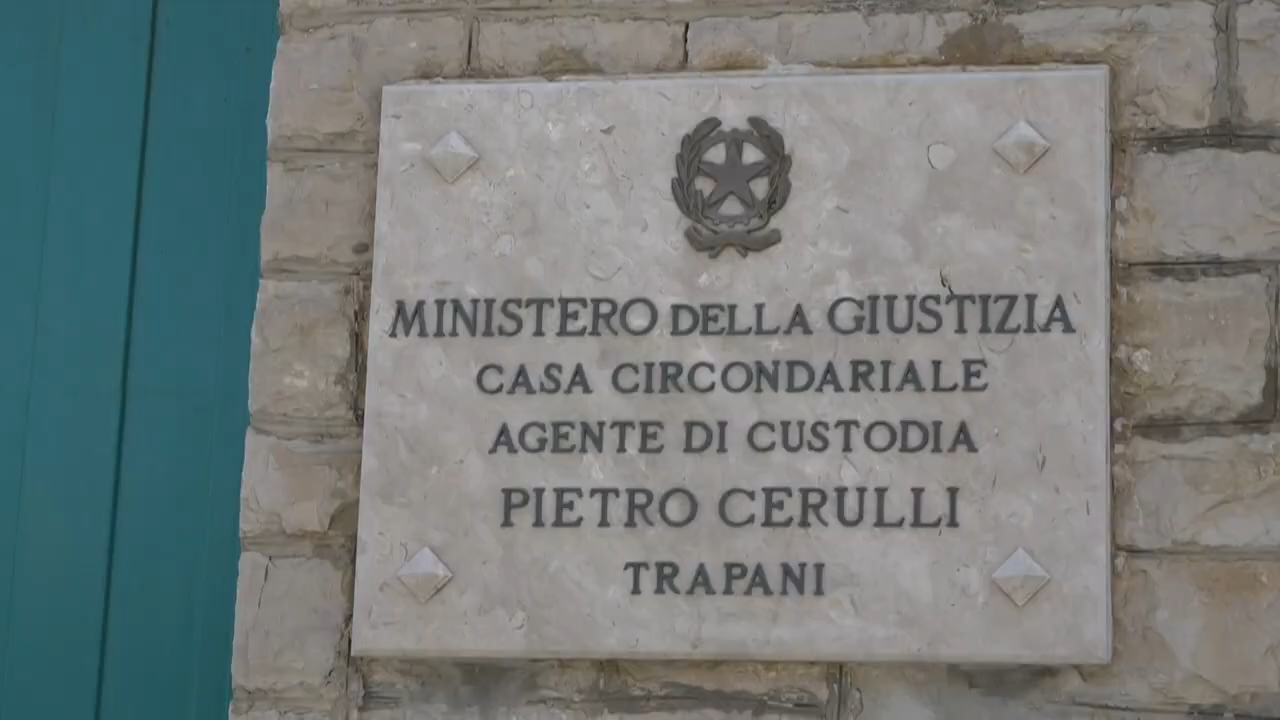 MINISTERO DELLA GIUSTIZIA
CASA CIRCONDARIALE
AGENTE DI CUSTODIA
PIETRO CERULLI
TRAPANI